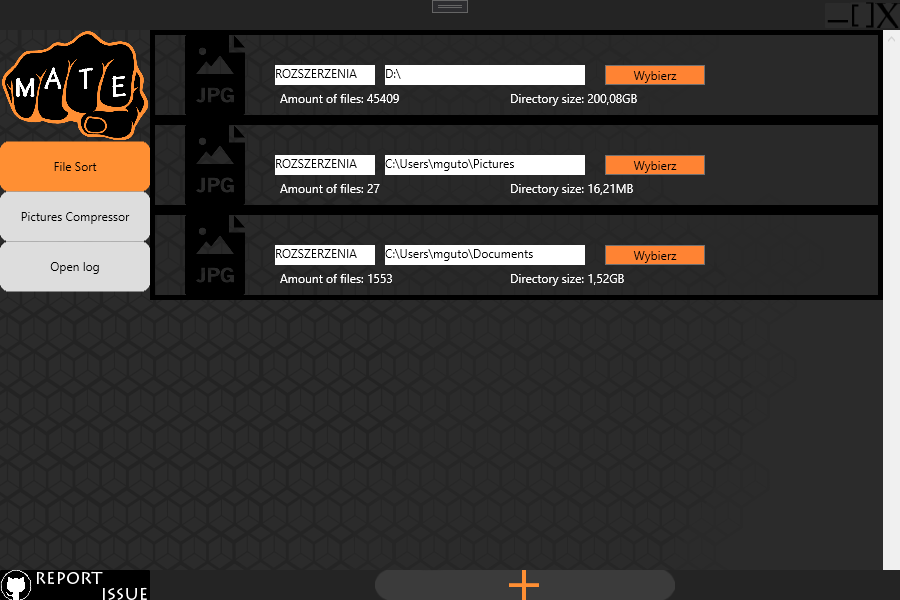 MATE
File Sort
Pictures Compressor
Open log
JPG
ROZSZERZENIA
D:\
Wybierz
Amount of files: 45409
Directory size: 200,08GB
JPG
ROZSZERZENIA
C:\Users\mguto\Pictures
Wybierz
Amount of files: 27
Directory size: 16,21MB
JPG
ROZSZERZENIA
C:\Users\mguto\Documents
Wybierz
Amount of files: 1553
Directory size: 1,52GB
REPORT
ISSUE